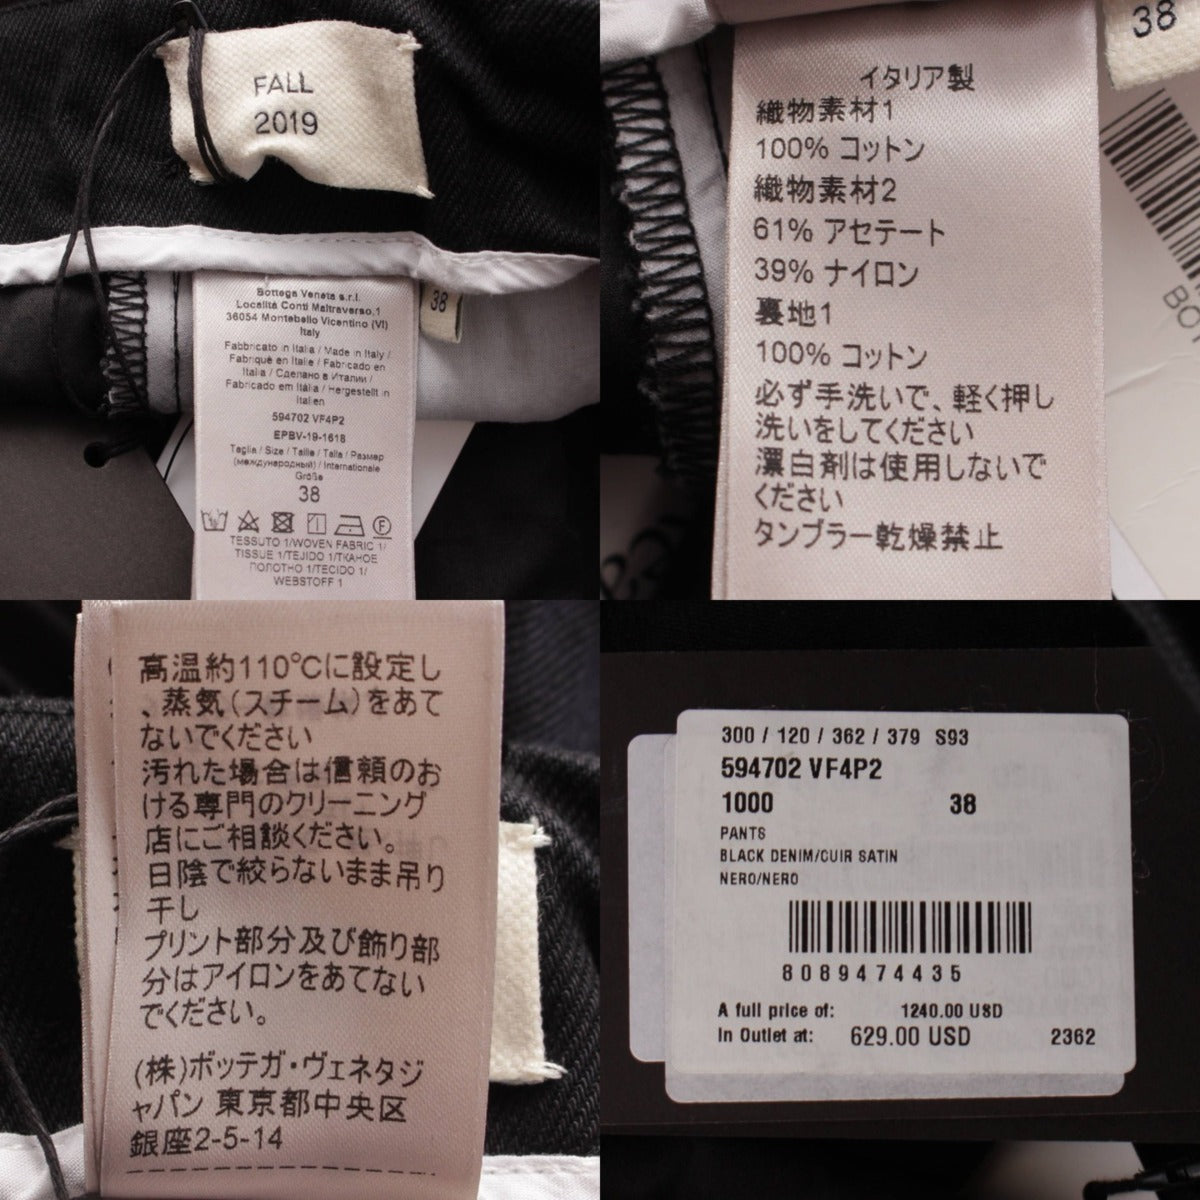 FALL
2019
Bottega Veneta s.r.l.
Località Conti Maltraverso,1
36054 Montebello Vicentino (VI)
Italy
Fabbricato in Italia / Made in Italy /
Fabriqué en Italie / Fabricado en
Italia / Сделано в Италии /
Fabricado em Itália / Hergestellt in
Italien
594702 VF4P2
EPBV-19-1618
Taglia / Size / Taille / Talla / Размер
(международный) / Internationale
Größe
38
TESSUTO 1/WOVEN FABRIC 1/
TISSUE 1/TEJIDO 1/ТКАНОЕ
ПОЛОТНО 1/TECIDO 1/
WEBSTOFF 1
38
38
イタリア製
織物素材1
100% コットン
織物素材2
61% アセテート
39% ナイロン
裏地1
100% コットン
必ず手洗いで、軽く押し
洗いをしてください
漂白剤は使用しないで
ください
タンブラー乾燥禁止
高温約110℃に設定し
、蒸気(スチーム)をあて
ないでください
汚れた場合は信頼のお
ける専門のクリーニング
店にご相談ください。
日陰で絞らないまま吊り
干し
プリント部分及び飾り部
分はアイロンをあてない
でください。
(株)ボッテガ・ヴェネタジ
ャパン 東京都中央区
銀座2-5-14
300 / 120 / 362 / 379 S93
594702 VF4P2
1000 38
PANTS
BLACK DENIM/CUIR SATIN
NERO/NERO
8089474435
A full price of: 1240.00 USD
In Outlet at: 629.00 USD 2362